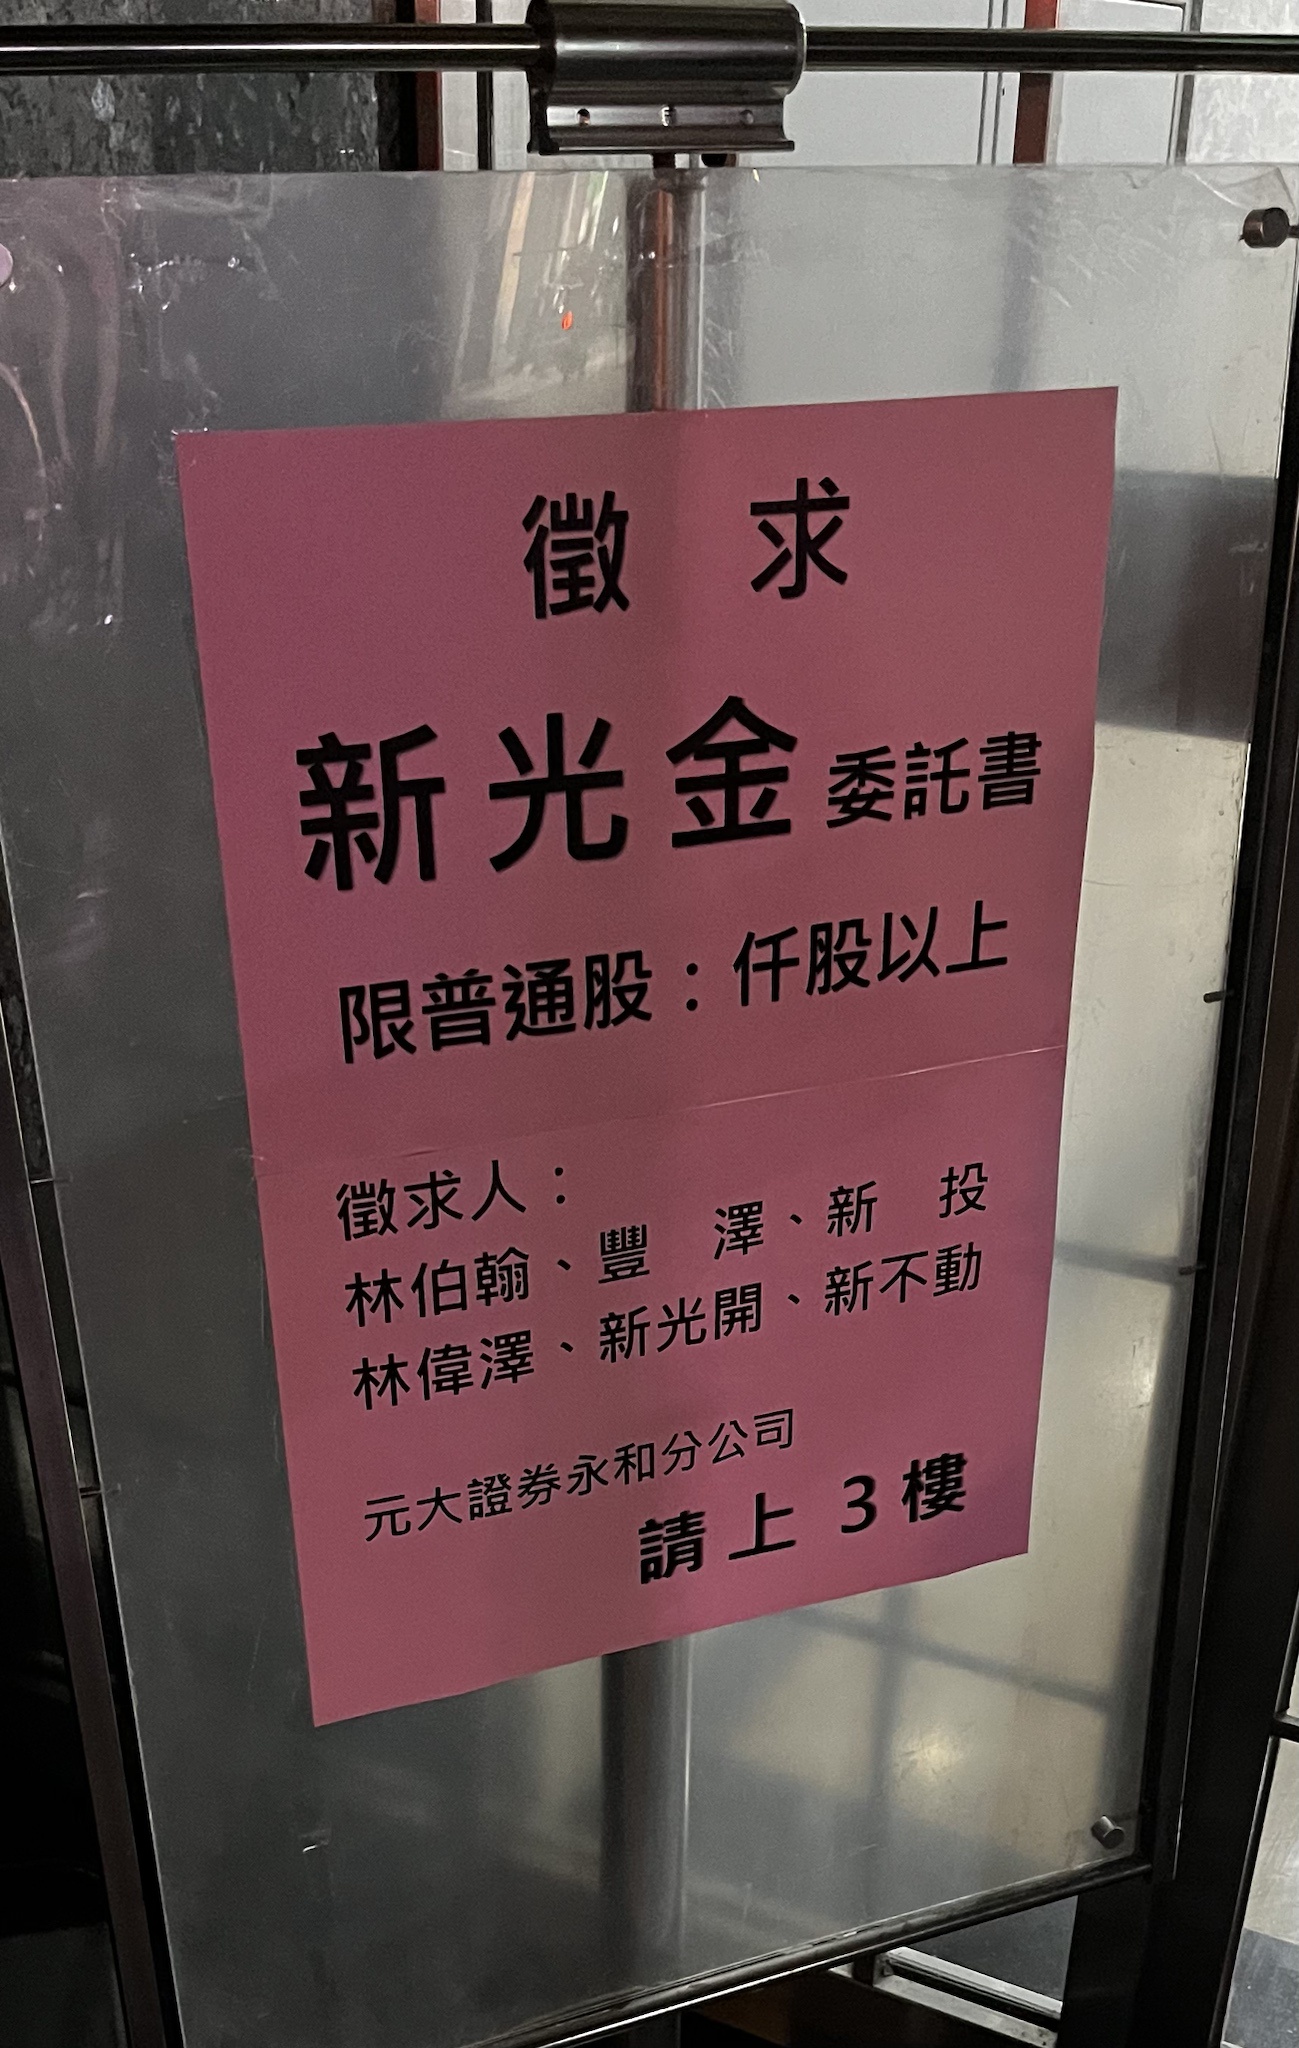 徵 求
新光金委託書
限普通股：仟股以上
徵求人：
林伯翰、豐 澤、新 投
林偉澤、新光開、新不動
元大證券永和分公司
請上 3 樓